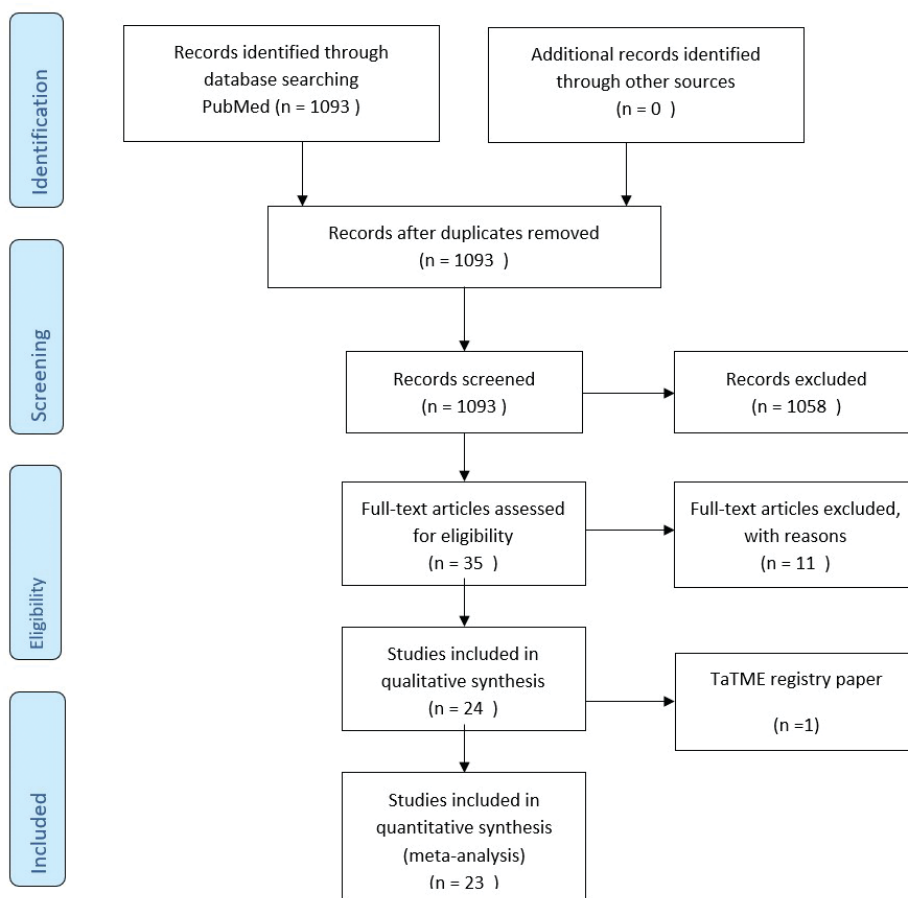 Identification
Records identified through
database searching
PubMed (n = 1093 )
Additional records identified
through other sources
(n = 0 )
Records after duplicates removed
(n = 1093 )
Screening
Records screened
(n = 1093 )
Records excluded
(n = 1058 )
Eligibility
Full-text articles assessed
for eligibility
(n = 35 )
Full-text articles excluded,
with reasons
(n = 11 )
Studies included in
qualitative synthesis
(n = 24 )
TaTME registry paper
(n =1)
Included
Studies included in
quantitative synthesis
(meta-analysis)
(n = 23 )